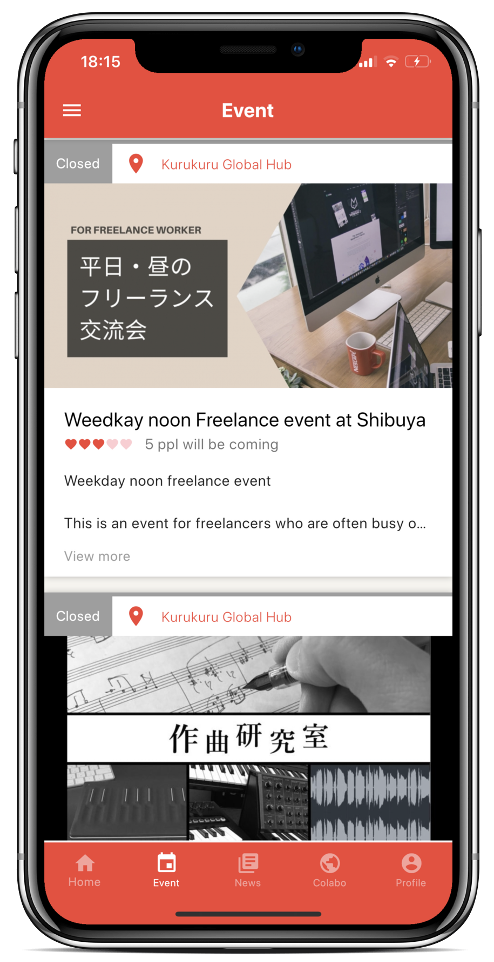 18:15
Event
Closed
Kurukuru Global Hub
FOR FREELANCE WORKER
平日・昼の
フリーランス
交流会
NESCAFÉ
Weedkay noon Freelance event at Shibuya
5 ppl will be coming
Weekday noon freelance event
This is an event for freelancers who are often busy o...
View more
Closed
Kurukuru Global Hub
作曲研究室
Home
Event
News
Colabo
Profile